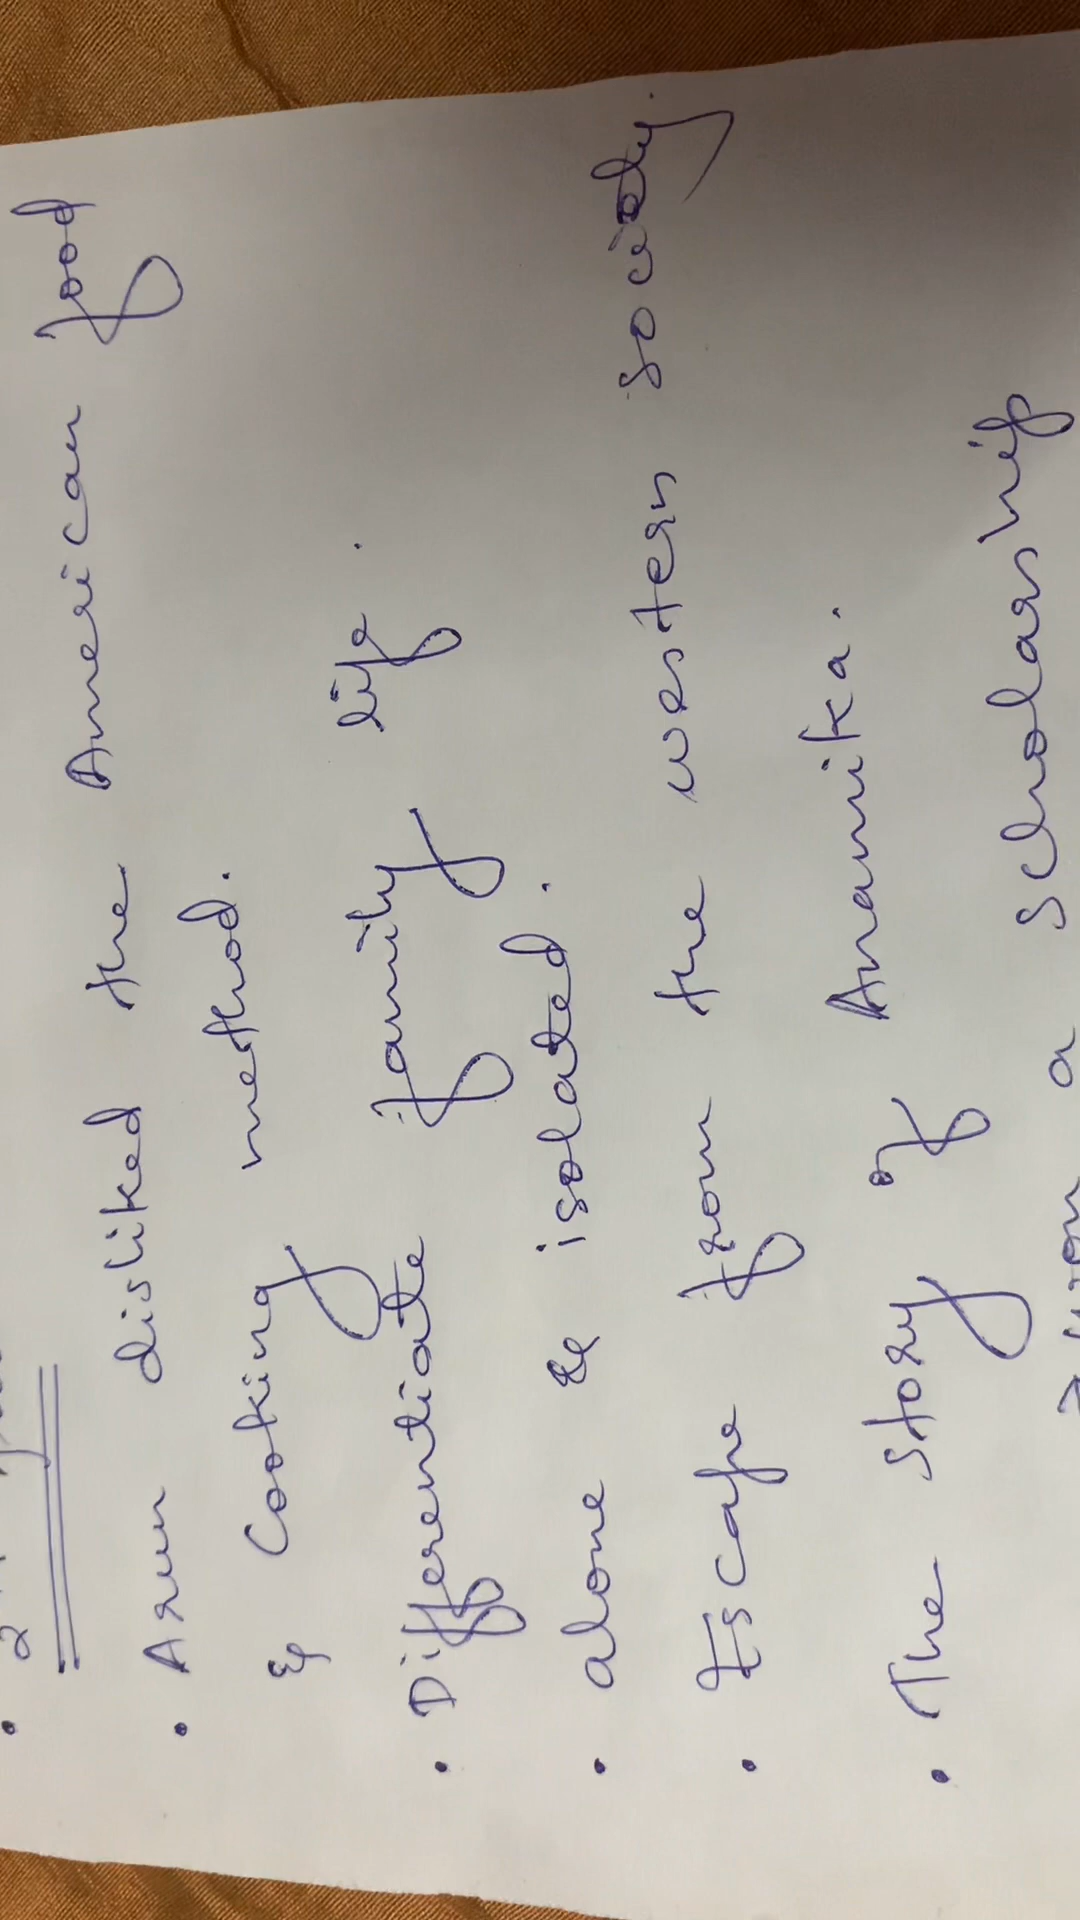 • Arun disliked the American food
& Cooking method.
• Differentiate family life.
• alone & isolated.
• Escape from the western society.
• The story of Anamika.
a scholarship